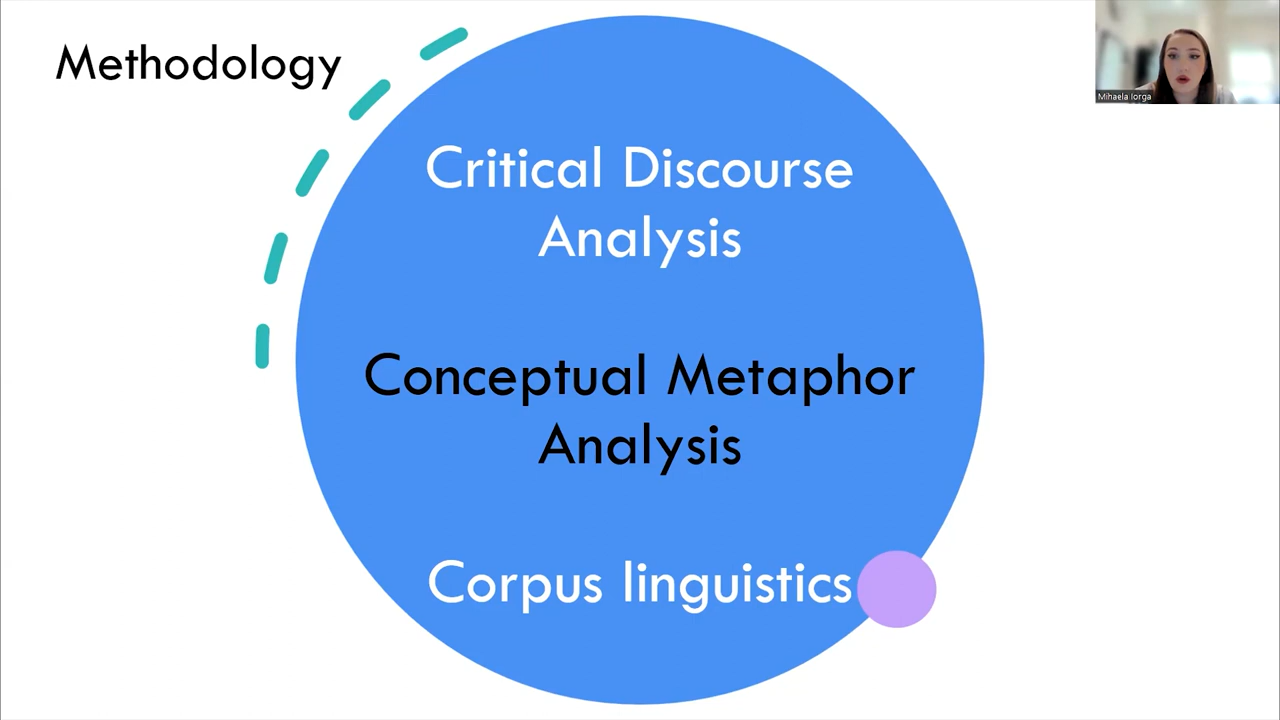 Methodology
Mihaela Iorga
Critical Discourse
Analysis
Conceptual Metaphor
Analysis
Corpus linguistics